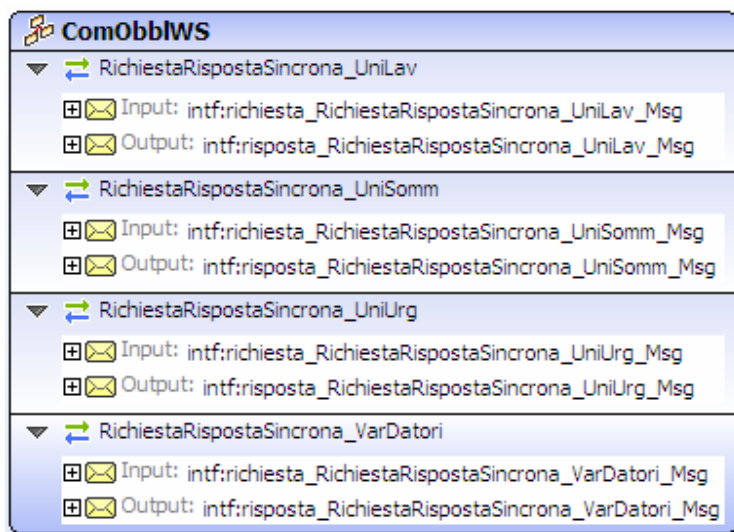 ComObblWS
RichiestaRispostaSincrona_UniLav
Input: intf:richiesta_RichiestaRispostaSincrona_UniLav_Msg
Output: intf:risposta_RichiestaRispostaSincrona_UniLav_Msg
RichiestaRispostaSincrona_UniSomm
Input: intf:richiesta_RichiestaRispostaSincrona_UniSomm_Msg
Output: intf:risposta_RichiestaRispostaSincrona_UniSomm_Msg
RichiestaRispostaSincrona_UniUrg
Input: intf:richiesta_RichiestaRispostaSincrona_UniUrg_Msg
Output: intf:risposta_RichiestaRispostaSincrona_UniUrg_Msg
RichiestaRispostaSincrona_VarDatori
Input: intf:richiesta_RichiestaRispostaSincrona_VarDatori_Msg
Output: intf:risposta_RichiestaRispostaSincrona_VarDatori_Msg